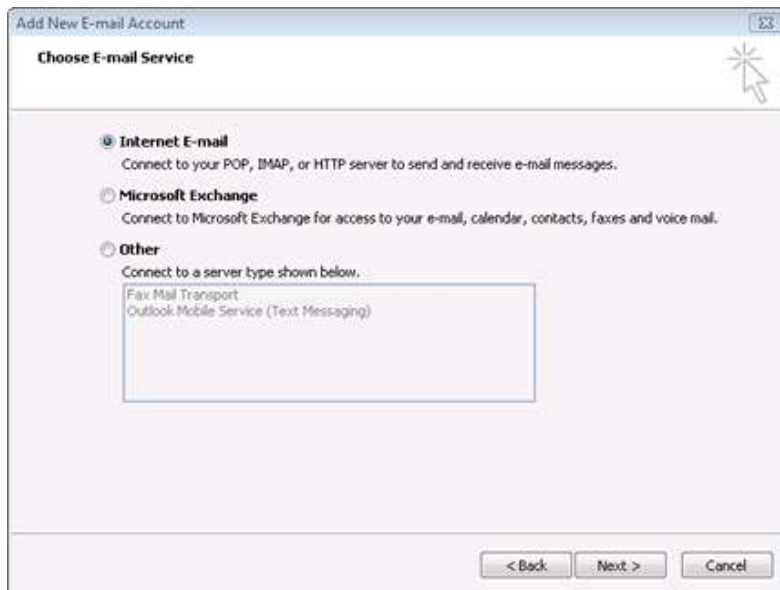 Add New E-mail Account
Choose E-mail Service
Internet E-mail
Connect to your POP, IMAP, or HTTP server to send and receive e-mail messages.
Microsoft Exchange
Connect to Microsoft Exchange for access to your e-mail, calendar, contacts, faxes and voice mail.
Other
Connect to a server type shown below.
Fax Mail Transport
Outlook Mobile Service (Text Messaging)
< Back Next > Cancel